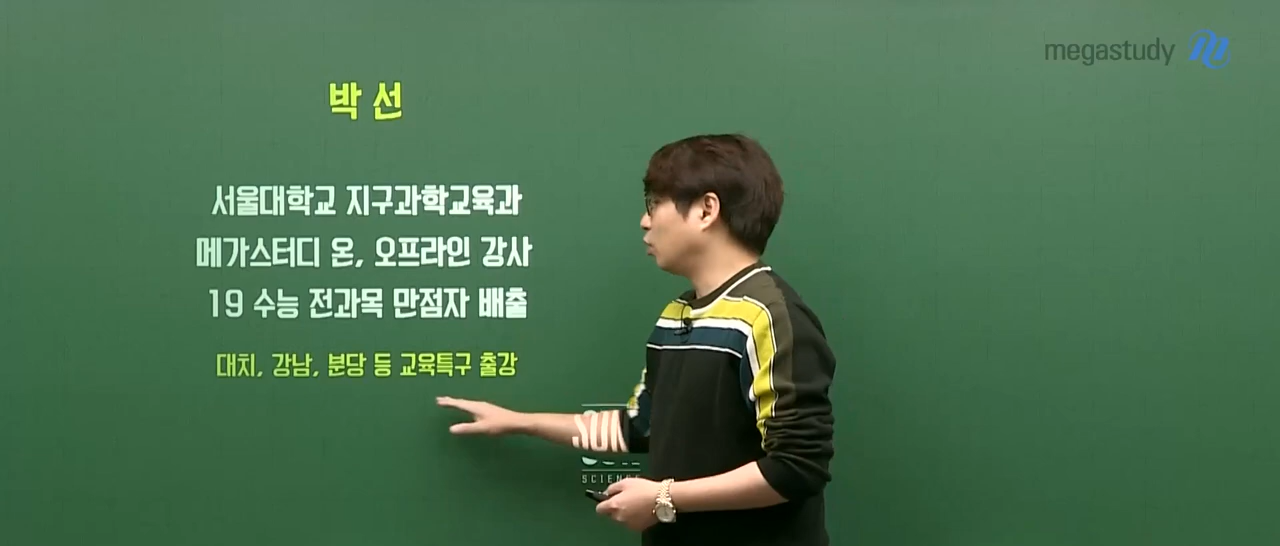 megastudy
박 선
서울대학교 지구과학교육과
메가스터디 온, 오프라인 강사
19 수능 전과목 만점자 배출
대치, 강남, 분당 등 교육특구 출강
SCIENCE